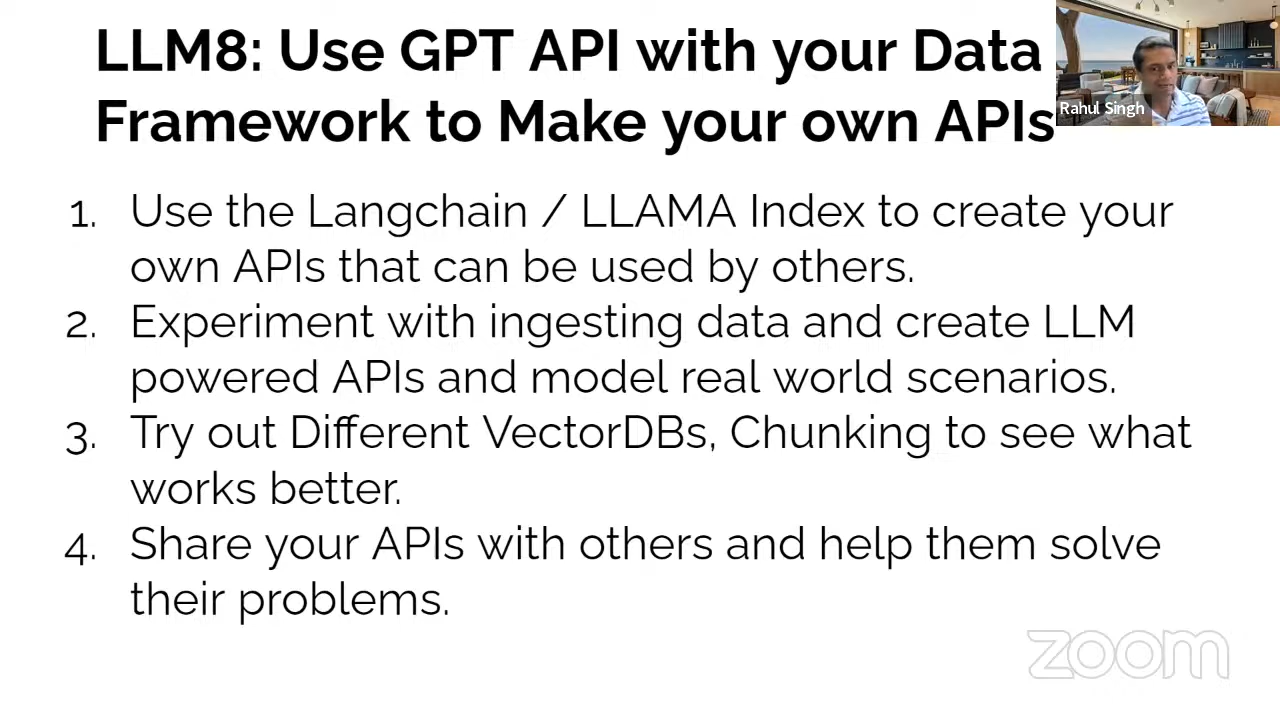 LLM8: Use GPT API with your Data
Framework to Make your own APIs
Rahul Singh
1. Use the Langchain / LLAMA Index to create your
own APIs that can be used by others.
2. Experiment with ingesting data and create LLM
powered APIs and model real world scenarios.
3. Try out Different VectorDBs, Chunking to see what
works better.
4. Share your APIs with others and help them solve
their problems.
zoom